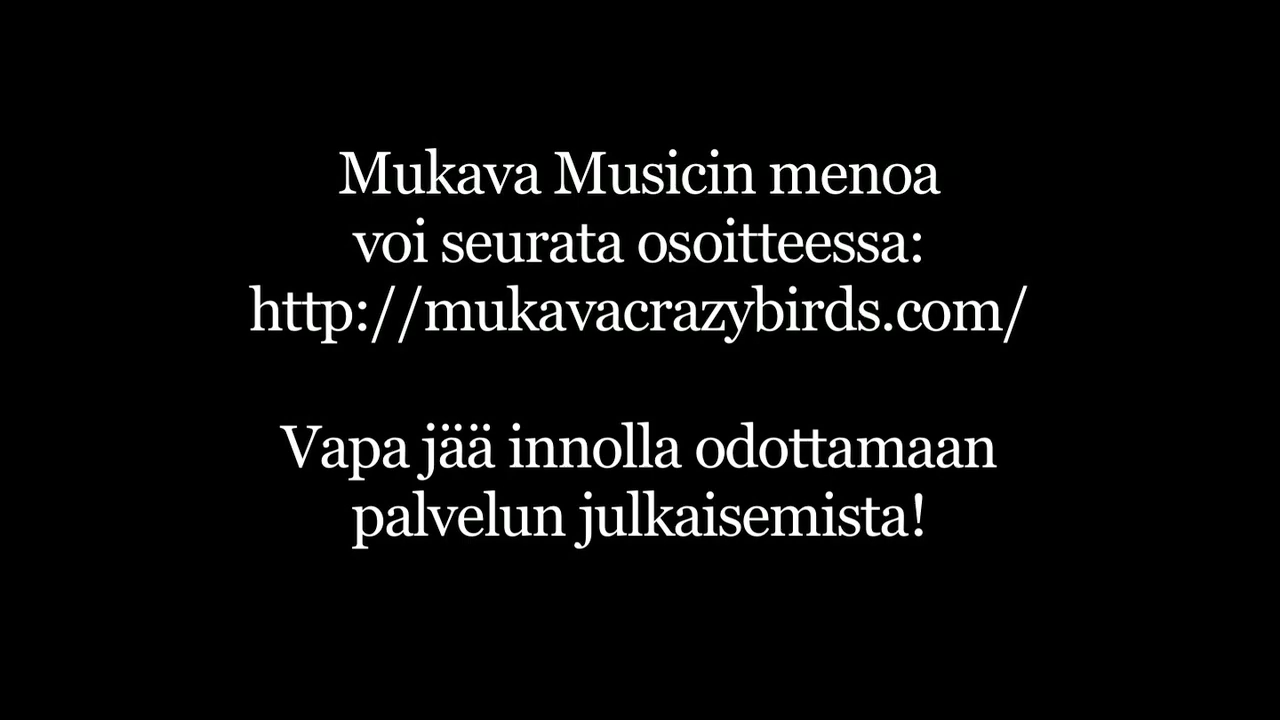 Mukava Musicin menoa
voi seurata osoitteessa:
http://mukavacrazybirds.com/
Vapa jää innolla odottamaan
palvelun julkaisemista!